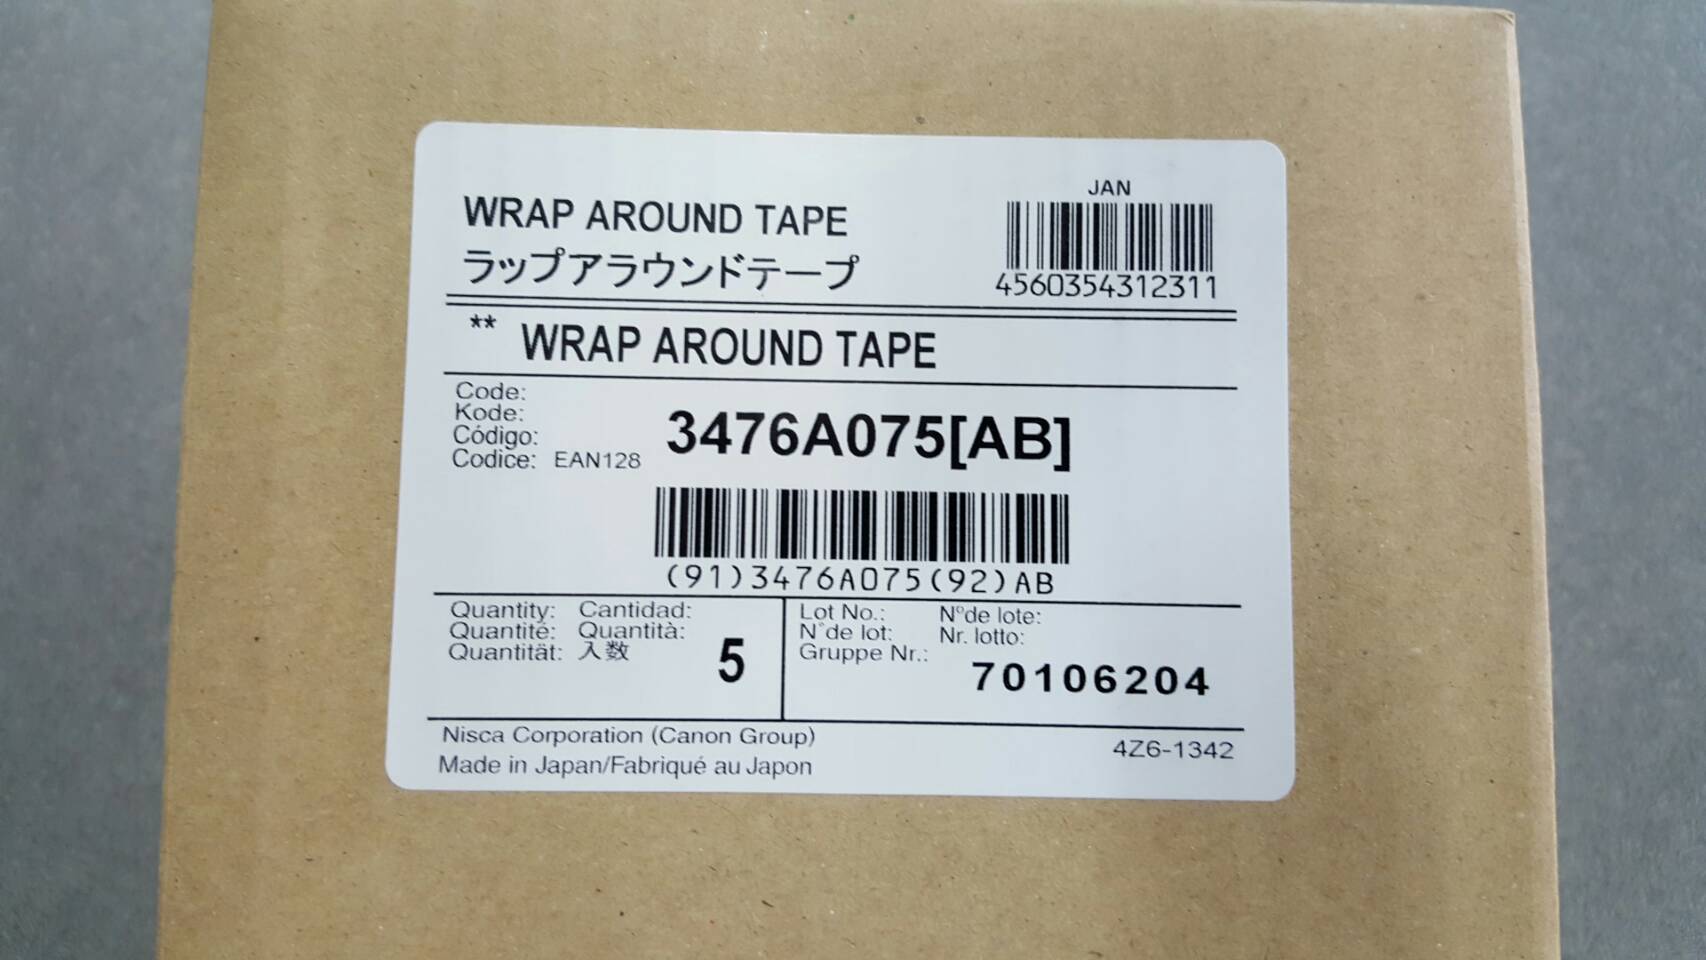 WRAP AROUND TAPE
ラップアラウンドテープ
JAN
4560354312311
** WRAP AROUND TAPE
Code:
Kode:
Código:
Codice: EAN128
3476A075[AB]
(91)3476A075(92)AB
Quantity: Cantidad:
Quantité: Quantità:
Quantität: 入数
5
Lot No.: Nºde lote:
N°de lot: Nr. lotto:
Gruppe Nr.:
70106204
Nisca Corporation (Canon Group)
Made in Japan/Fabriqué au Japon
4Z6-1342